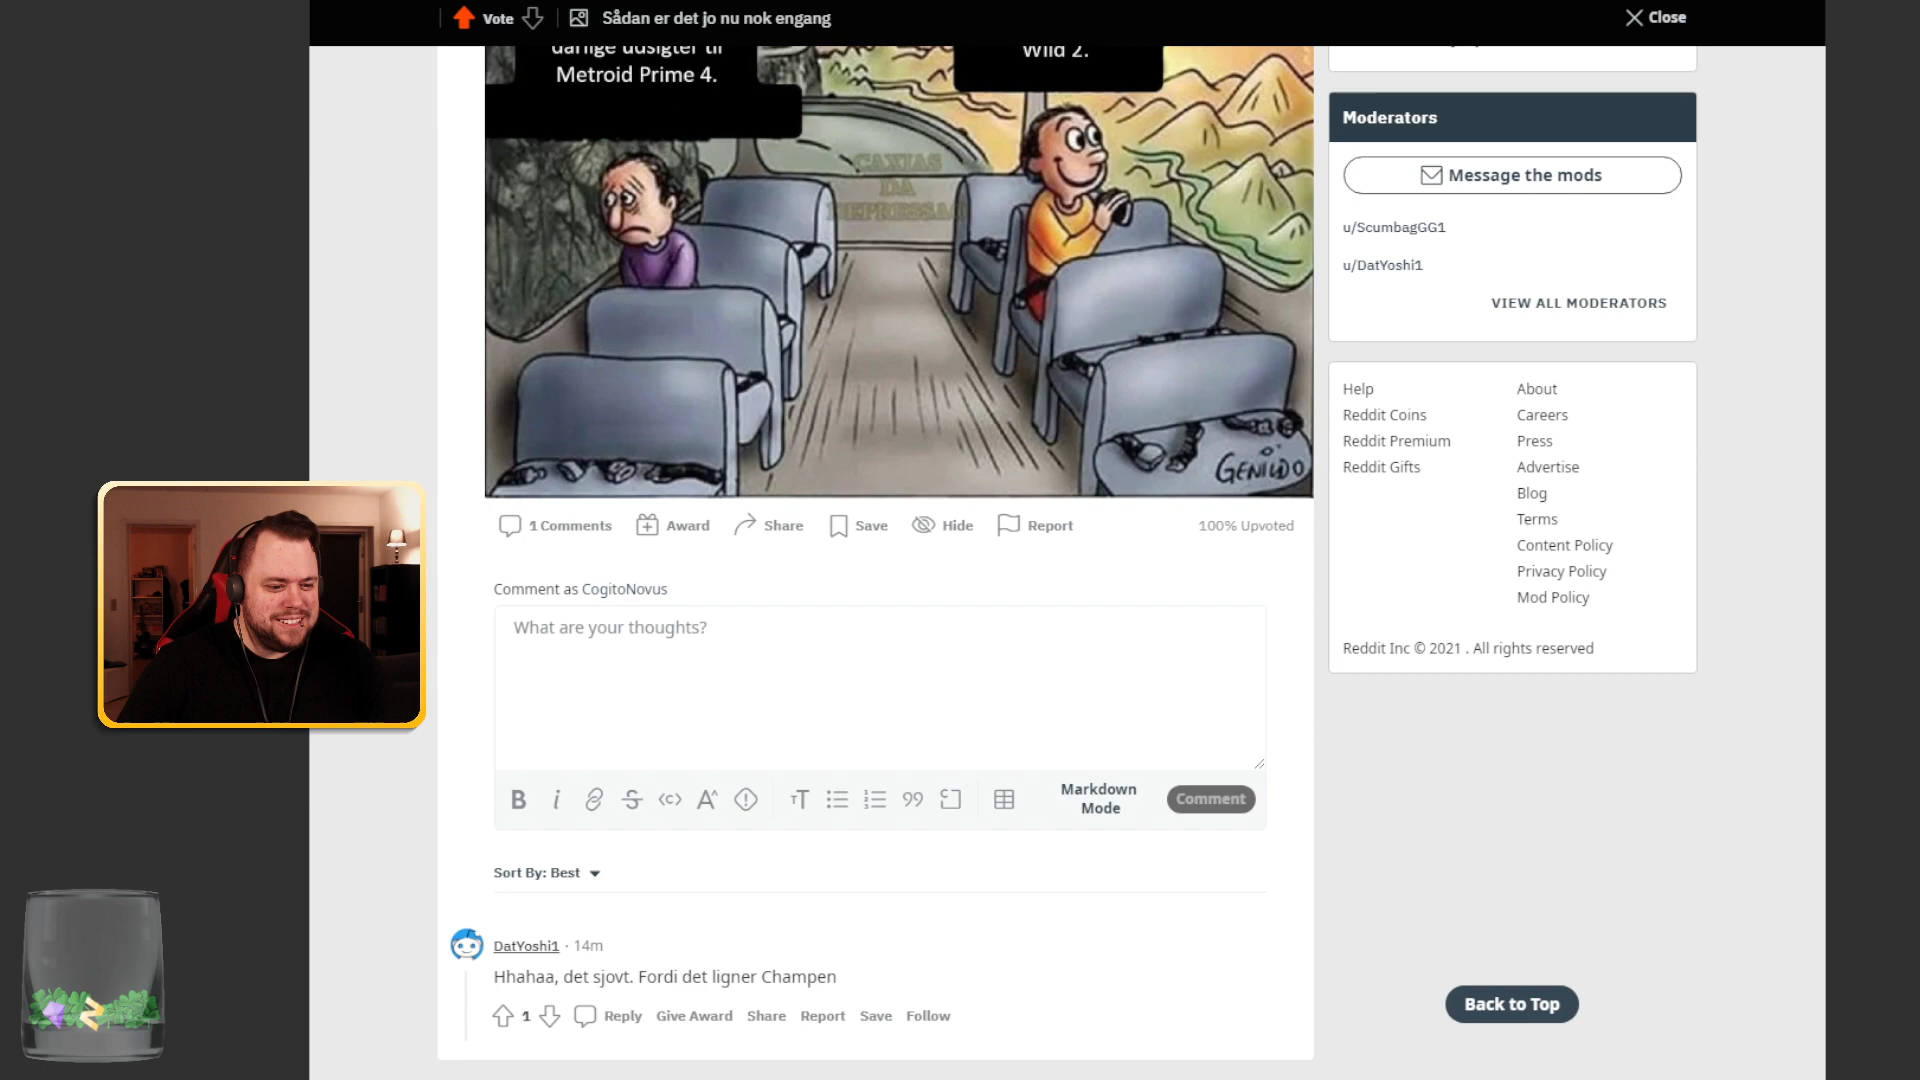 Vote
Sådan er det jo nu nok engang
Close
dårlige udsigter til
Metroid Prime 4.
Wild 2.
CAXIAS
DA
DEPRESSÃO
GENILDO
1 Comments
Award
Share
Save
Hide
Report
100% Upvoted
Comment as CogitoNovus
What are your thoughts?
Markdown
Mode
Comment
Sort By: Best
DatYoshi1 · 14m
Hhahaa, det sjovt. Fordi det ligner Champen
1
Reply
Give Award
Share
Report
Save
Follow
Moderators
Message the mods
u/ScumbagGG1
u/DatYoshi1
VIEW ALL MODERATORS
Help
About
Reddit Coins
Careers
Reddit Premium
Press
Reddit Gifts
Advertise
Blog
Terms
Content Policy
Privacy Policy
Mod Policy
Reddit Inc © 2021 . All rights reserved
Back to Top